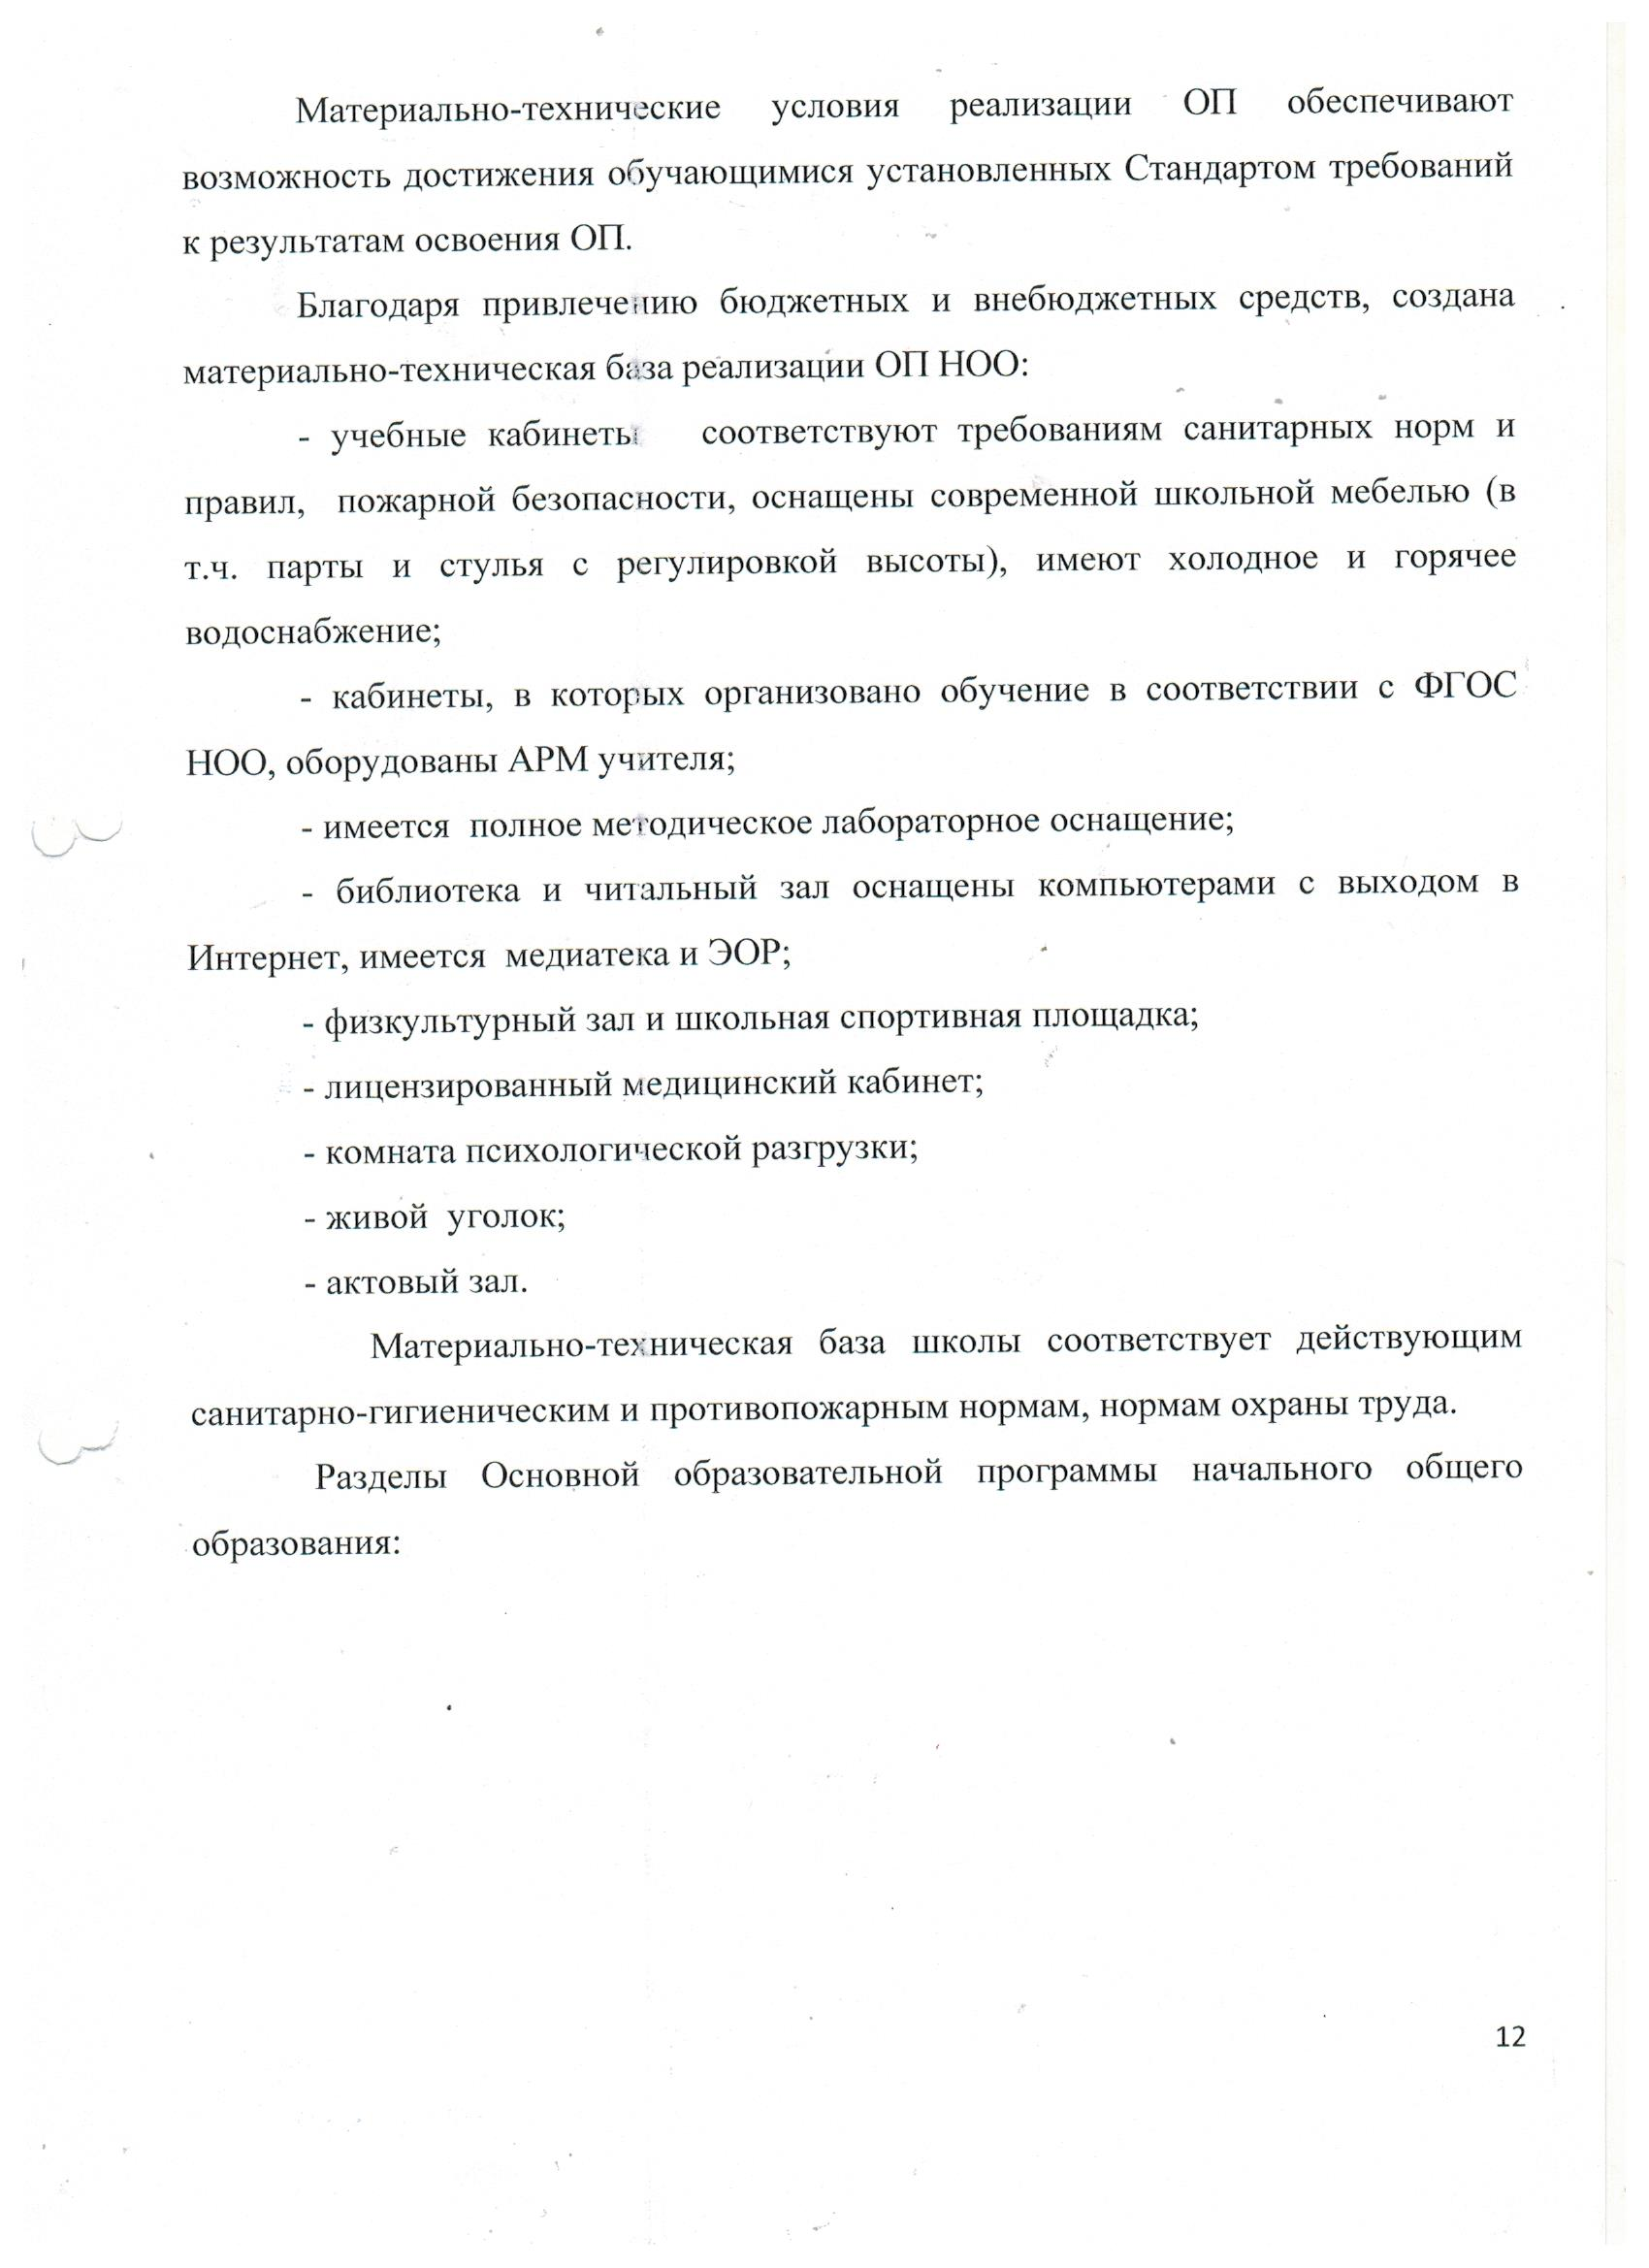 Материально-технические условия реализации ОП обеспечивают
возможность достижения обучающимися установленных Стандартом требований
к результатам освоения ОП.
Благодаря привлечению бюджетных и внебюджетных средств, создана
материально-техническая база реализации ОП НОО:
- учебные кабинеты соответствуют требованиям санитарных норм и
правил, пожарной безопасности, оснащены современной школьной мебелью (в
т.ч. парты и стулья с регулировкой высоты), имеют холодное и горячее
водоснабжение;
- кабинеты, в которых организовано обучение в соответствии с ФГОС
НОО, оборудованы АРМ учителя;
- имеется полное методическое лабораторное оснащение;
- библиотека и читальный зал оснащены компьютерами с выходом в
Интернет, имеется медиатека и ЭОР;
- физкультурный зал и школьная спортивная площадка;
- лицензированный медицинский кабинет;
- комната психологической разгрузки;
- живой уголок;
- актовый зал.
Материально-техническая база школы соответствует действующим
санитарно-гигиеническим и противопожарным нормам, нормам охраны труда.
Разделы Основной образовательной программы начального общего
образования:
12